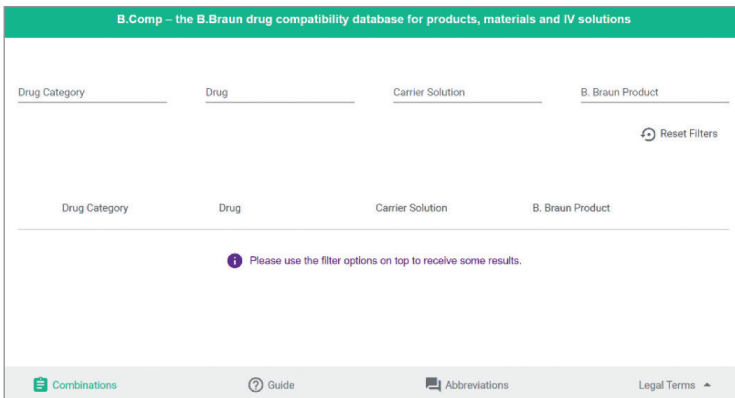 B.Comp – the B.Braun drug compatibility database for products, materials and IV solutions
Drug Category Drug Carrier Solution B. Braun Product
Reset Filters
Drug Category Drug Carrier Solution B. Braun Product
Please use the filter options on top to receive some results.
Combinations Guide Abbreviations Legal Terms